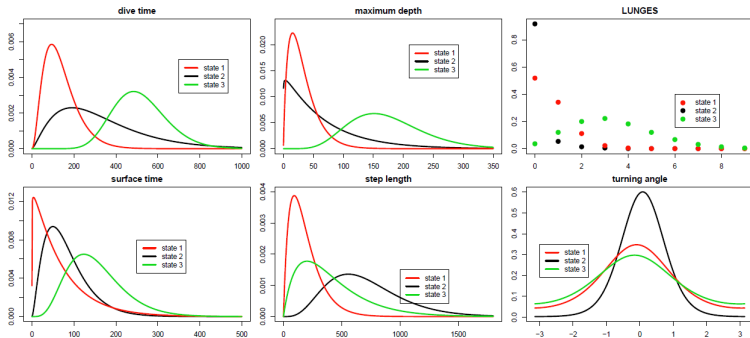 dive time
0.000 0.002 0.004 0.006
state 1
state 2
state 3
0 200 400 600 800 1000
maximum depth
0.000 0.005 0.010 0.015 0.020
state 1
state 2
state 3
0 50 100 150 200 250 300 350
LUNGES
0.0 0.2 0.4 0.6 0.8
state 1
state 2
state 3
0 2 4 6 8
surface time
0.000 0.003 0.006 0.009 0.012
state 1
state 2
state 3
0 100 200 300 400 500
step length
0.000 0.001 0.002 0.003 0.004
state 1
state 2
state 3
0 500 1000 1500
turning angle
0.0 0.1 0.2 0.3 0.4 0.5 0.6
state 1
state 2
state 3
-3 -2 -1 0 1 2 3